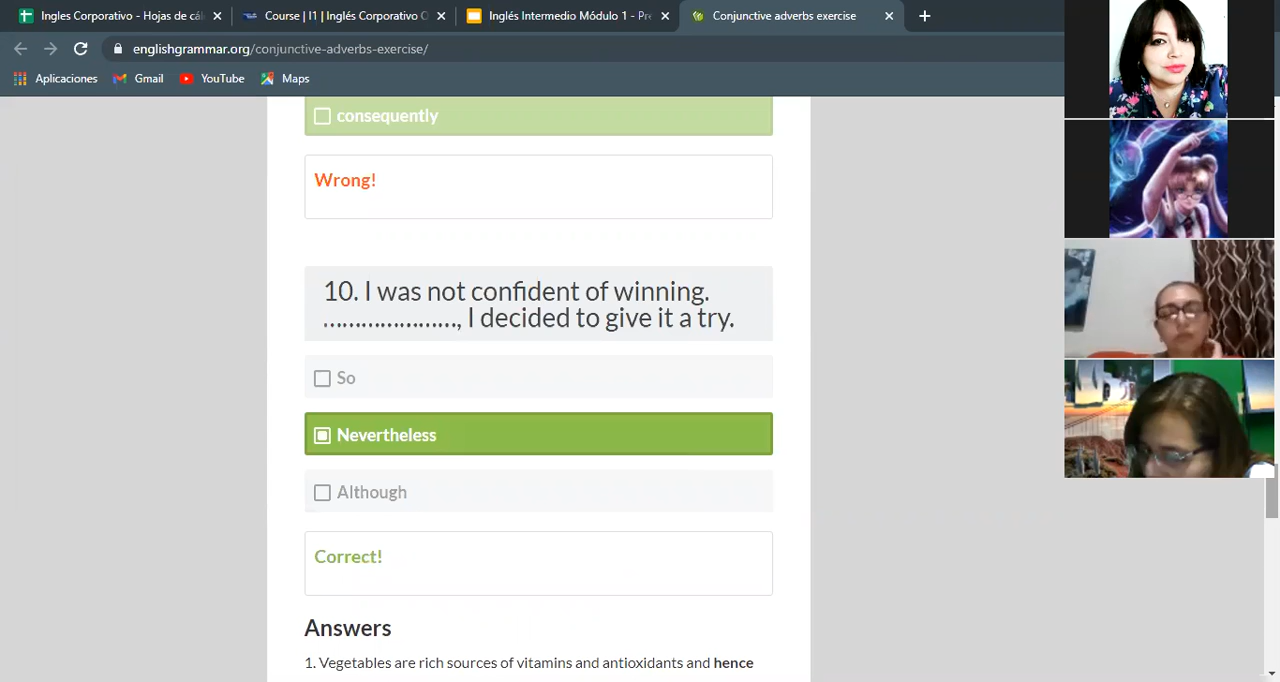 Ingles Corporativo - Hojas de cál
Course | I1 | Inglés Corporativo O
Inglés Intermedio Módulo 1 - Pre
Conjunctive adverbs exercise
englishgrammar.org/conjunctive-adverbs-exercise/
Aplicaciones
Gmail
YouTube
Maps
consequently
Wrong!
10. I was not confident of winning.
…………………, I decided to give it a try.
So
Nevertheless
Although
Correct!
Answers
1. Vegetables are rich sources of vitamins and antioxidants and hence